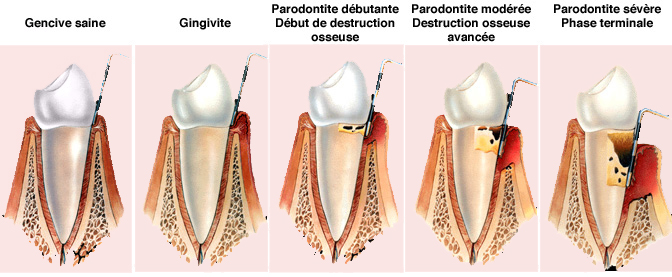 Gencive saine
Gingivite
Parodontite débutante
Début de destruction
osseuse
Parodontite modérée
Destruction osseuse
avancée
Parodontite sévère
Phase terminale